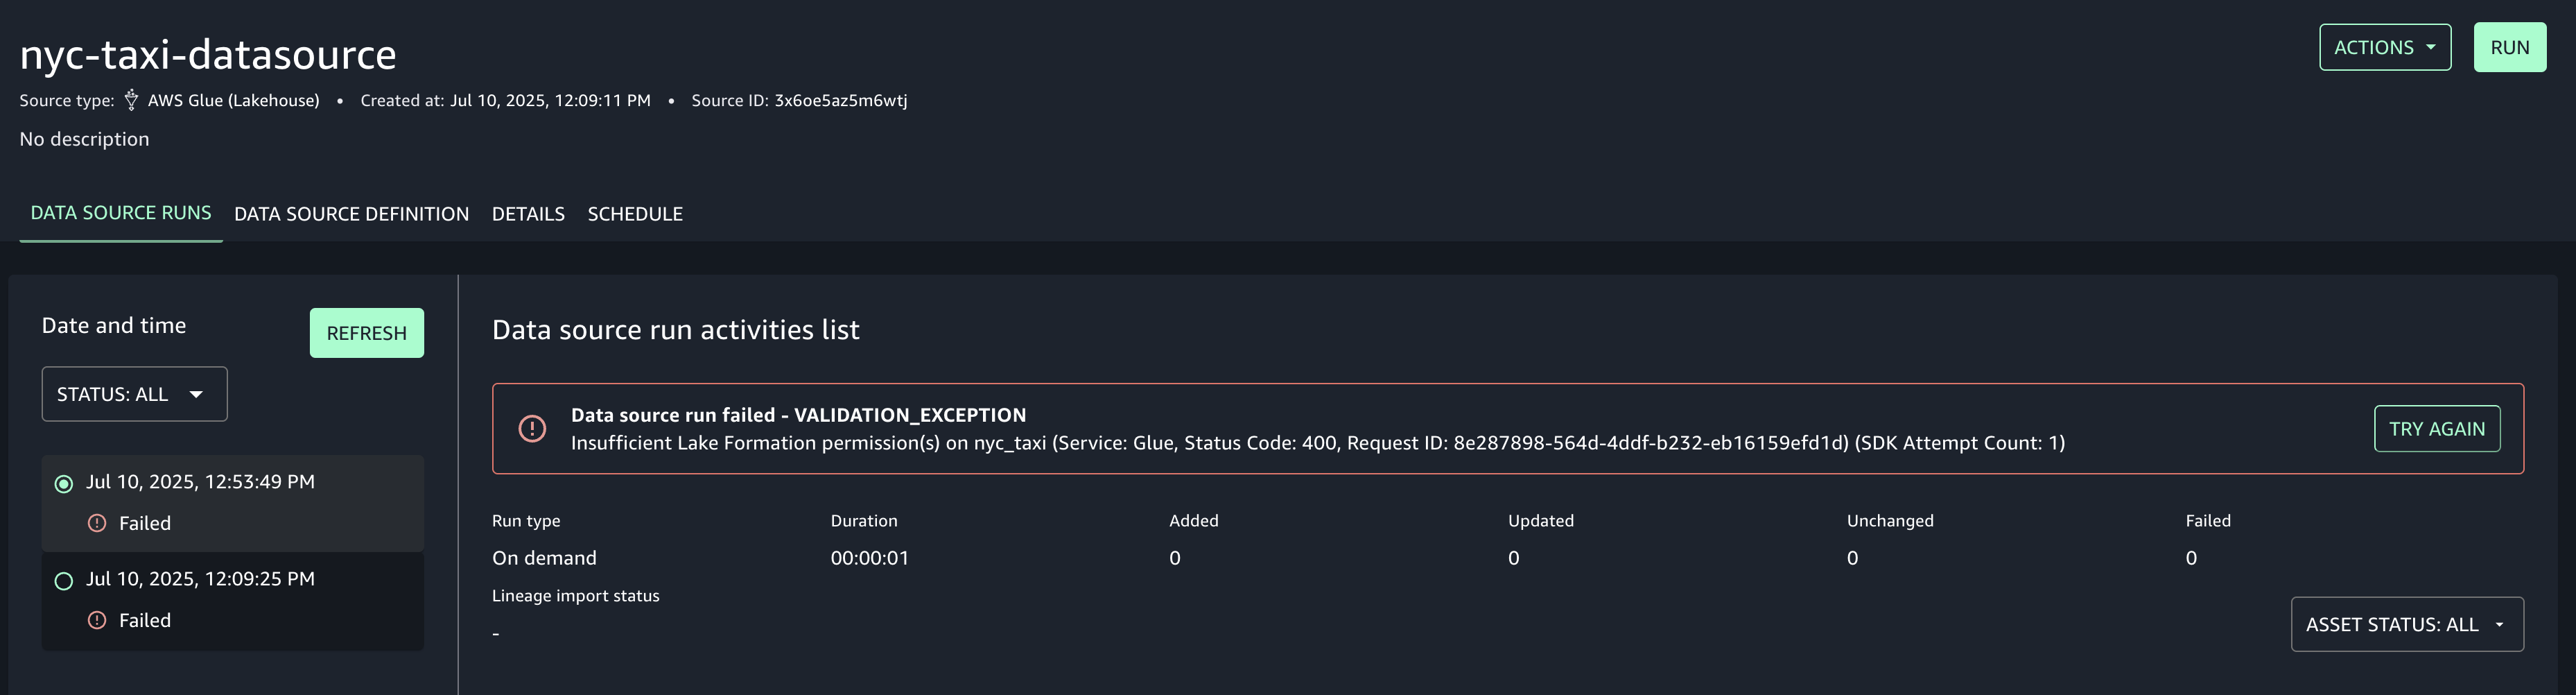 nyc-taxi-datasource
ACTIONS
RUN
Source type: AWS Glue (Lakehouse) • Created at: Jul 10, 2025, 12:09:11 PM • Source ID: 3x6oe5az5m6wtj
No description
DATA SOURCE RUNS DATA SOURCE DEFINITION DETAILS SCHEDULE
Date and time
REFRESH
STATUS: ALL
Jul 10, 2025, 12:53:49 PM
Failed
Jul 10, 2025, 12:09:25 PM
Failed
Data source run activities list
Data source run failed - VALIDATION_EXCEPTION
Insufficient Lake Formation permission(s) on nyc_taxi (Service: Glue, Status Code: 400, Request ID: 8e287898-564d-4ddf-b232-eb16159efd1d) (SDK Attempt Count: 1)
TRY AGAIN
Run type Duration Added Updated Unchanged Failed
On demand 00:00:01 0 0 0 0
Lineage import status
-
ASSET STATUS: ALL